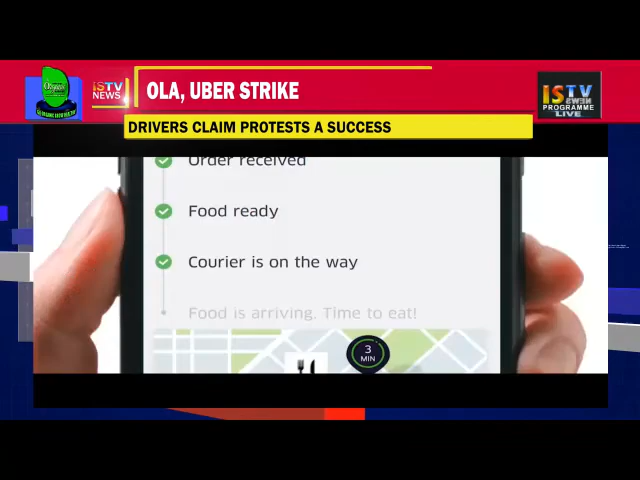 ISTV
NEWS
OLA, UBER STRIKE
ISTV
NEWS
PROGRAMME
LIVE
DRIVERS CLAIM PROTESTS A SUCCESS
Order received
Food ready
Courier is on the way
Food is arriving. Time to eat!
3
MIN